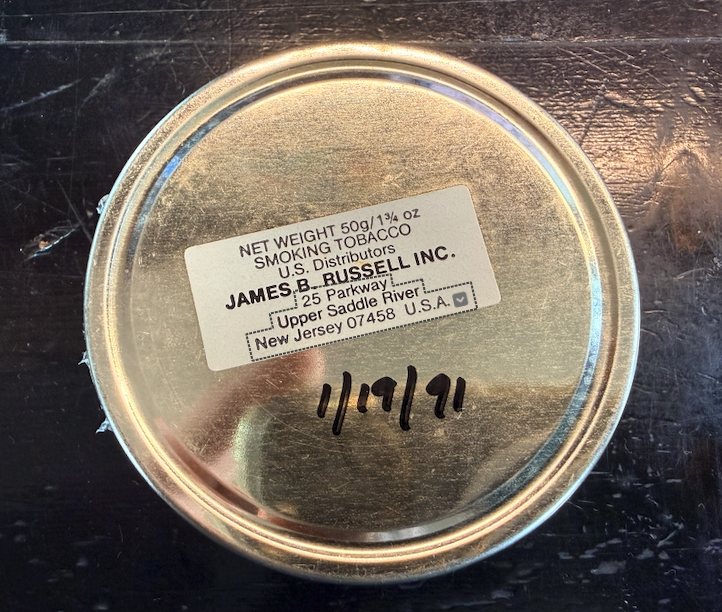 NET WEIGHT 50g/1¾ oz
SMOKING TOBACCO
U.S. Distributors
JAMES B. RUSSELL INC.
25 Parkway
Upper Saddle River
New Jersey 07458 U.S.A.
1/19/91